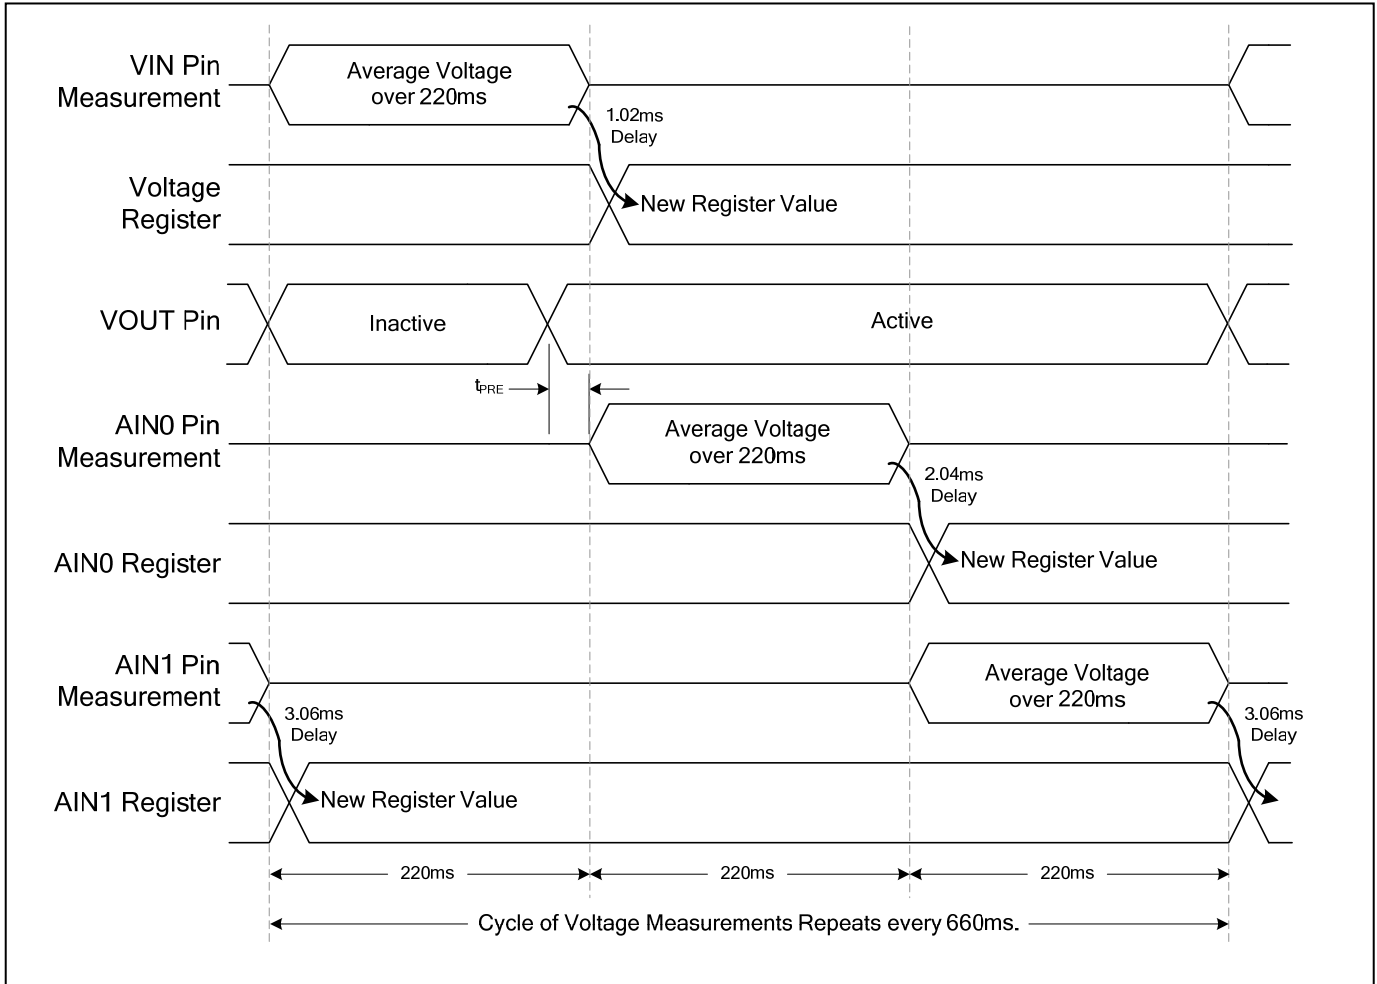 VIN Pin
Measurement
Average Voltage
over 220ms
1.02ms
Delay
Voltage
Register
New Register Value
VOUT Pin
Inactive
Active
tPRE
AIN0 Pin
Measurement
Average Voltage
over 220ms
2.04ms
Delay
AIN0 Register
New Register Value
AIN1 Pin
Measurement
Average Voltage
over 220ms
3.06ms
Delay
3.06ms
Delay
AIN1 Register
New Register Value
220ms
220ms
220ms
Cycle of Voltage Measurements Repeats every 660ms.